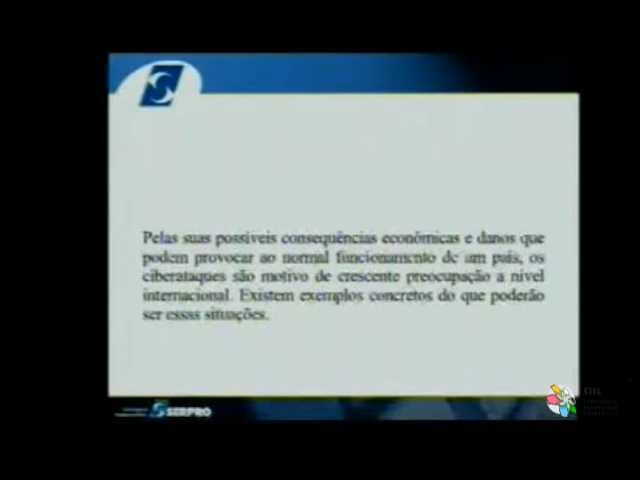 Pelas suas possíveis consequências econômicas e danos que
podem provocar ao normal funcionamento de um país, os
ciberataques são motivo de crescente preocupação a nível
internacional. Existem exemplos concretos do que poderão
ser essas situações.
SERPRO